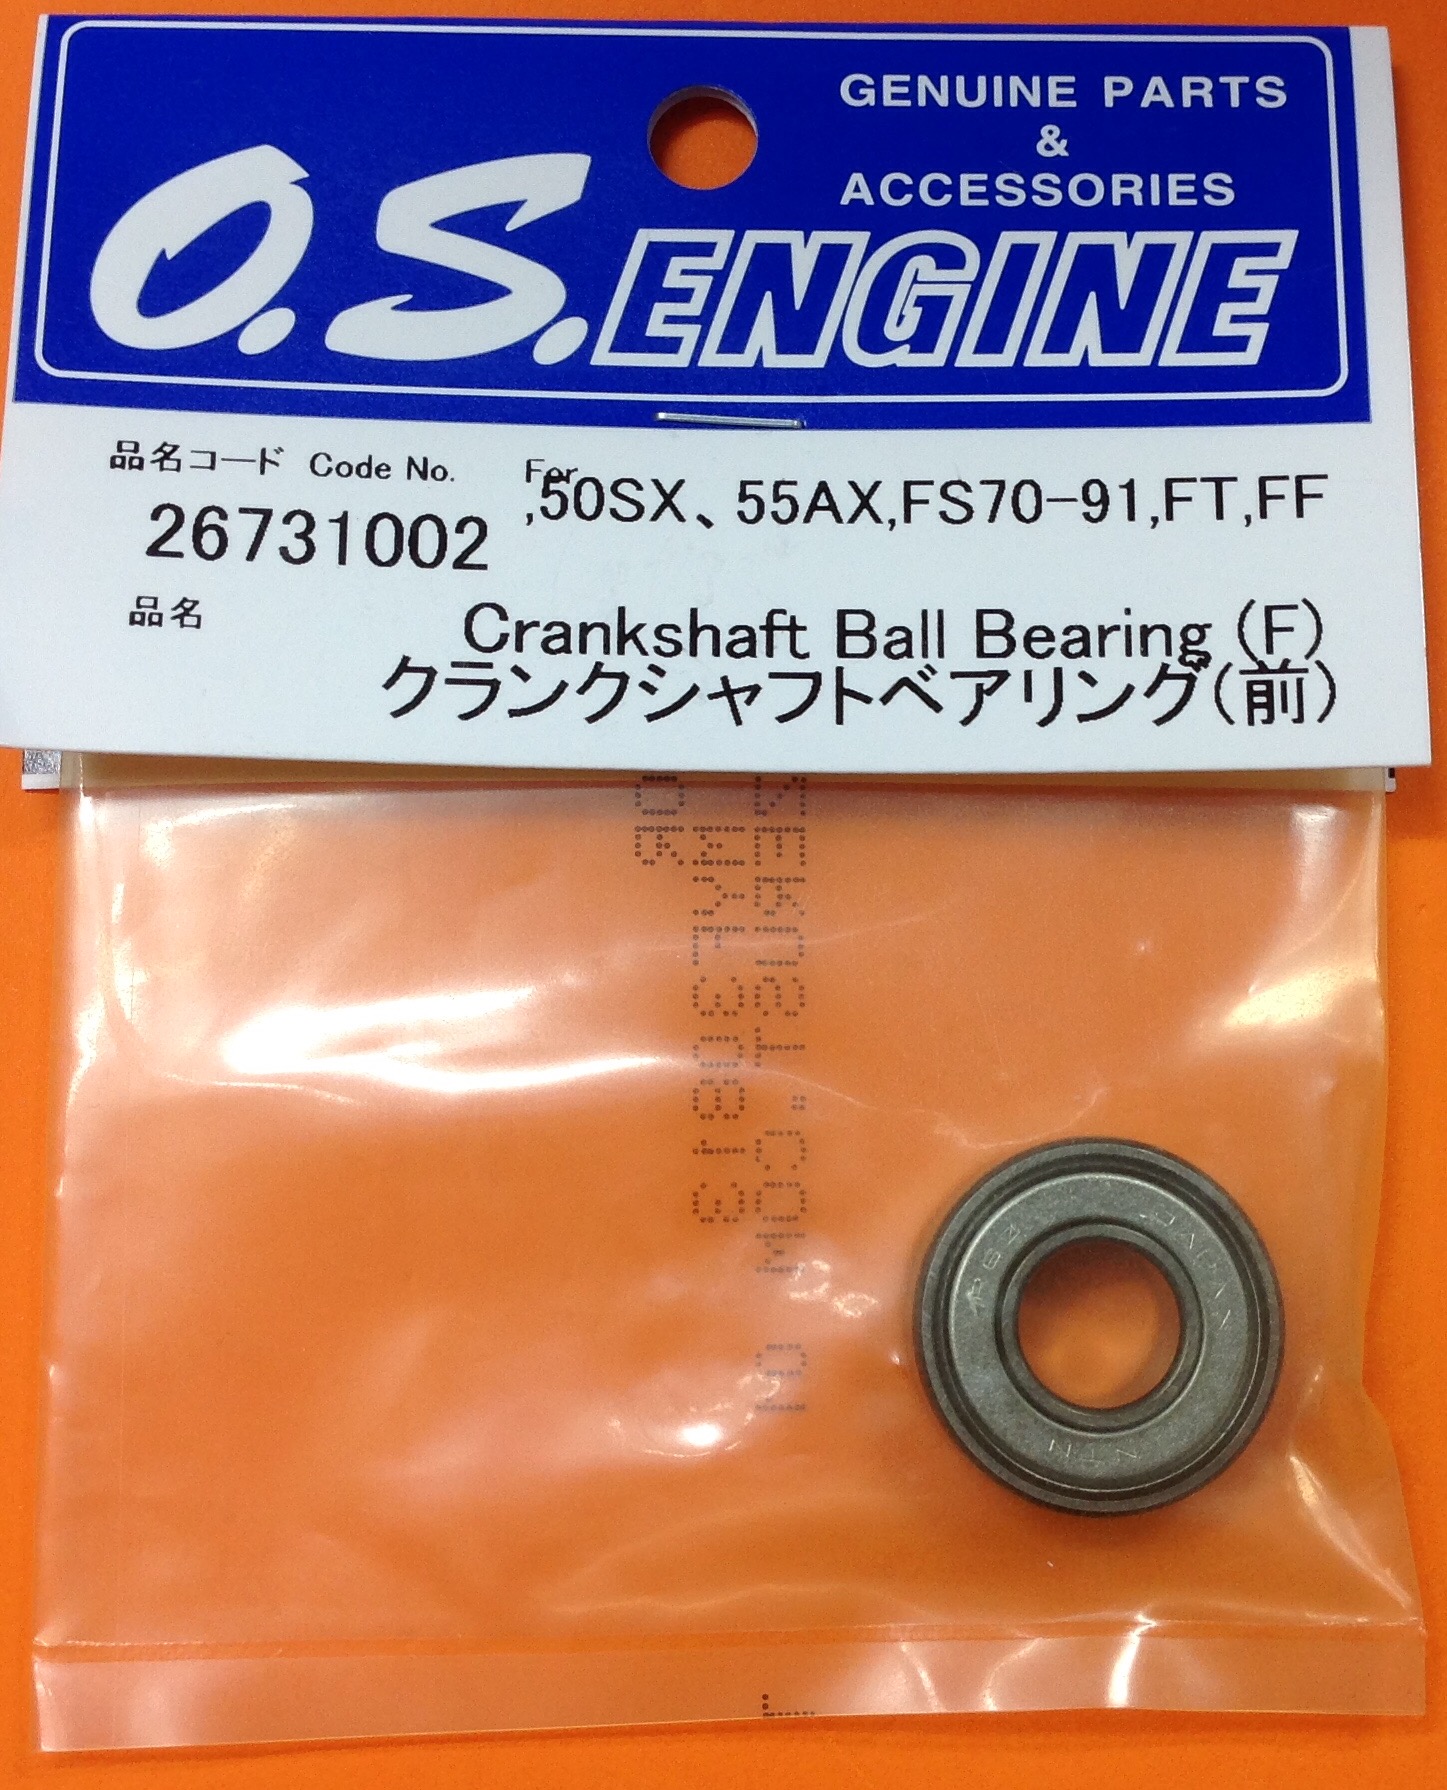 GENUINE PARTS
&
ACCESSORIES
O.S.ENGINE
品名コード Code No.
26731002
For
,50SX、55AX,FS70-91,FT,FF
品名
Crankshaft Ball Bearing (F)
クランクシャフトベアリング(前)
JAPAN
NTN